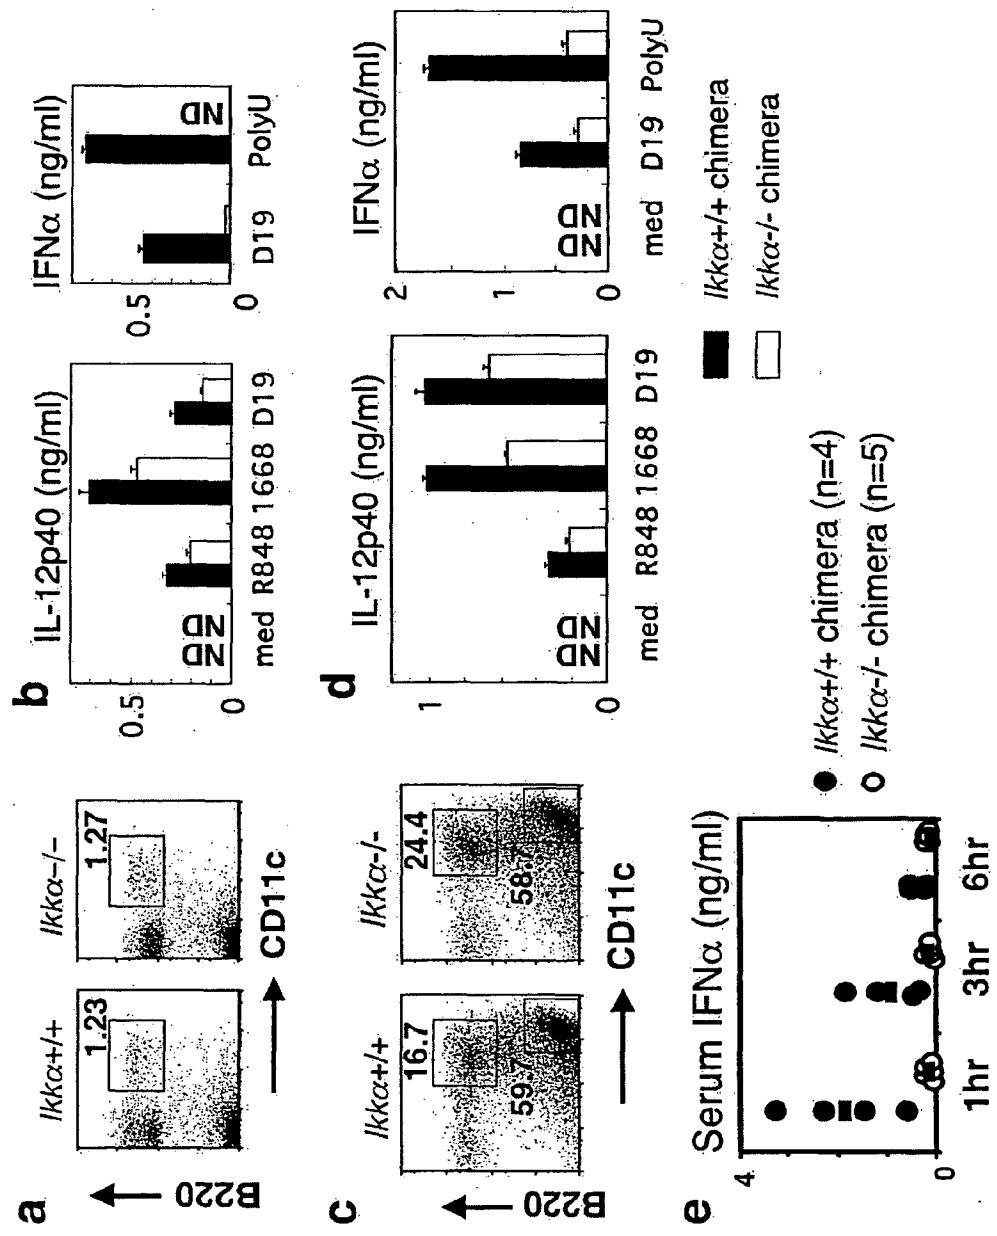 a
Ikkα+/+
Ikkα−/−
1.23
1.27
B220
CD11c
b
IL-12p40 (ng/ml)
0.5
0
ND
ND
med R848 1668 D19
IFNα (ng/ml)
0.5
0
ND
D19 PolyU
c
Ikkα+/+
Ikkα-/-
16.7
59.7
24.4
58.7
B220
CD11c
d
IL-12p40 (ng/ml)
1
0
ND
ND
med R848 1668 D19
IFNα (ng/ml)
2
1
0
ND
ND
med D19 PolyU
Ikkα+/+ chimera
Ikkα-/- chimera
e
Serum IFNα (ng/ml)
4
0
1hr 3hr 6hr
Ikkα+/+ chimera (n=4)
Ikkα-/- chimera (n=5)